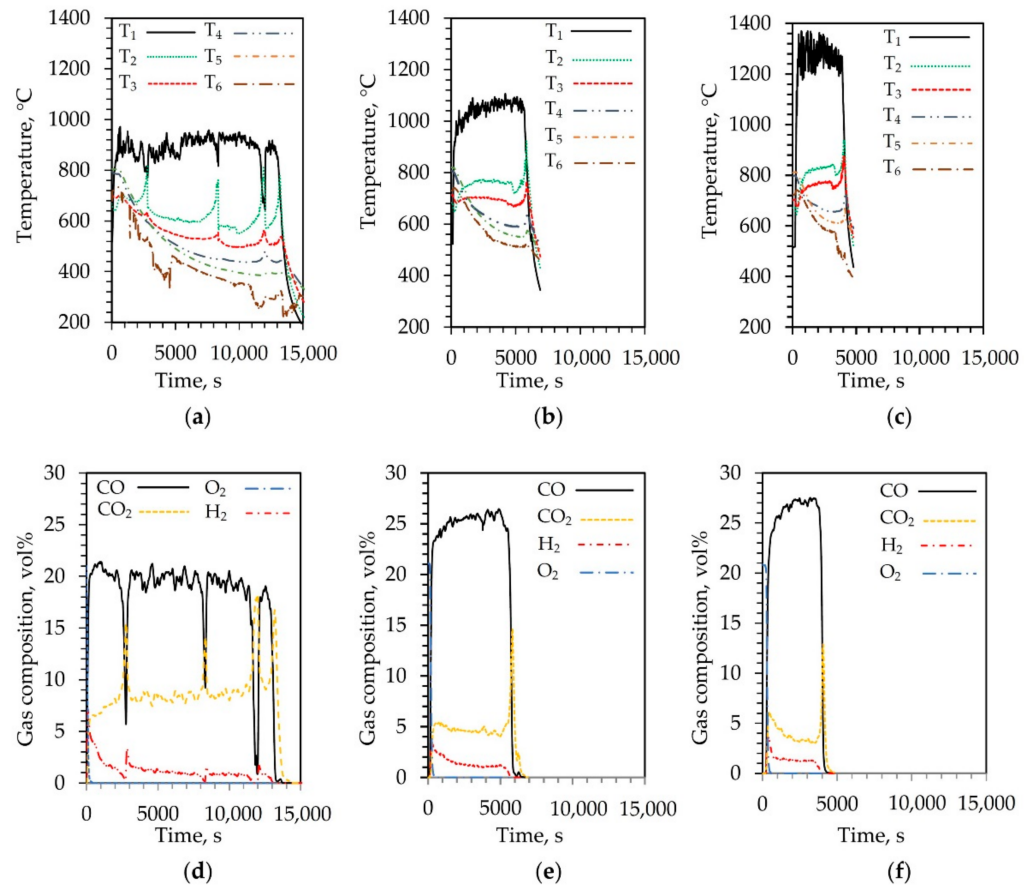 1400
1200
1000
800
600
400
200
Temperature, °C
T1 T4
T2 T5
T3 T6
0 5000 10,000 15,000
Time, s
(a)
1400
1200
1000
800
600
400
200
Temperature, °C
T1
T2
T3
T4
T5
T6
0 5000 10,000 15,000
Time, s
(b)
1400
1200
1000
800
600
400
200
Temperature, °C
T1
T2
T3
T4
T5
T6
0 5000 10,000 15,000
Time, s
(c)
30
25
20
15
10
5
0
Gas composition, vol%
CO O2
CO2 H2
0 5000 10,000 15,000
Time, s
(d)
30
25
20
15
10
5
0
Gas composition, vol%
CO
CO2
H2
O2
0 5000 10,000 15,000
Time, s
(e)
30
25
20
15
10
5
0
Gas composition, vol%
CO
CO2
H2
O2
0 5000 10,000 15,000
Time, s
(f)